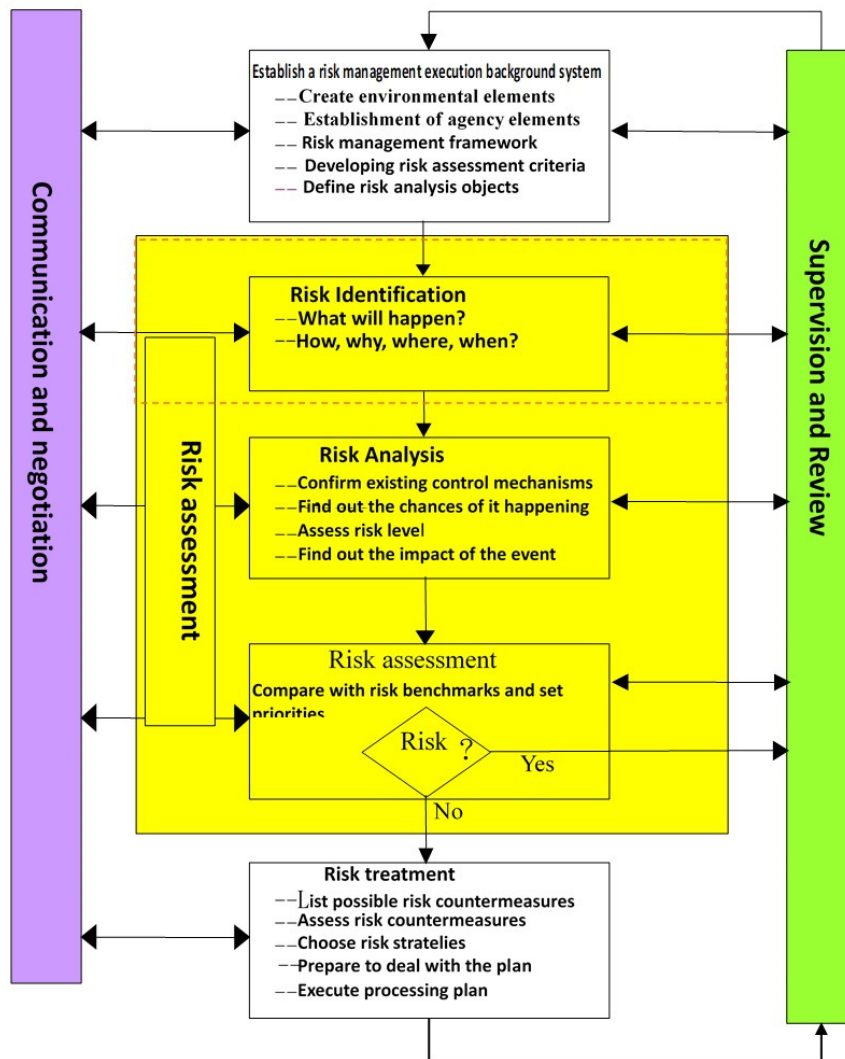 Establish a risk management execution background system
——Create environmental elements
——Establishment of agency elements
——Risk management framework
—— Developing risk assessment criteria
—— Define risk analysis objects
Communication and negotiation
Supervision and Review
Risk Identification
——What will happen?
——How, why, where, when?
Risk assessment
Risk Analysis
——Confirm existing control mechanisms
——Find out the chances of it happening
——Assess risk level
——Find out the impact of the event
Risk assessment
Compare with risk benchmarks and set
priorities
Risk ?
Yes
No
Risk treatment
——List possible risk countermeasures
——Assess risk countermeasures
——Choose risk stratelies
——Prepare to deal with the plan
——Execute processing plan